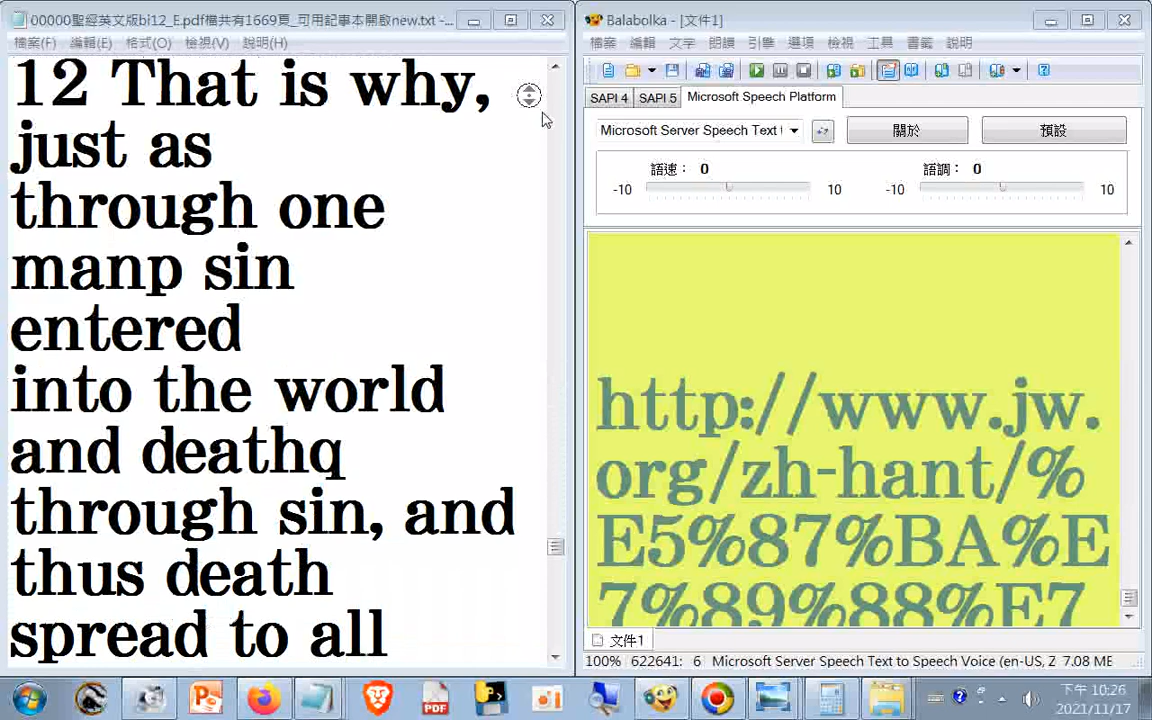 00000聖經英文版bi12_E.pdf檔共有1669頁_可用記事本開啟new.txt -...
檔案(F) 編輯(E) 格式(O) 檢視(V) 說明(H)
12 That is why,
just as
through one
manp sin
entered
into the world
and deathq
through sin, and
thus death
spread to all
Balabolka - [文件1]
檔案 編輯 文字 朗讀 引擎 選項 檢視 工具 書籤 說明
SAPI 4 SAPI 5 Microsoft Speech Platform
Microsoft Server Speech Text 關於 預設
語速： 0 語調： 0
-10 10 -10 10
http://www.jw.
org/zh-hant/%
E5%87%BA%E
7%89%88%E7
文件1
100% 622641: 6 Microsoft Server Speech Text to Speech Voice (en-US, Z 7.08 ME
PDF
下午 10:26
2021/11/17